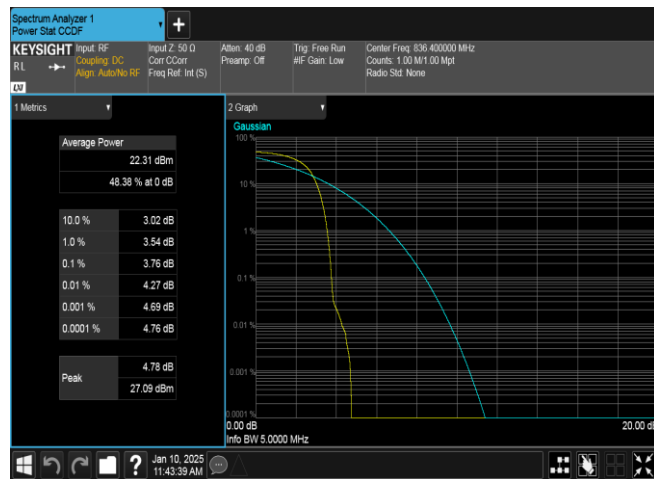 Spectrum Analyzer 1
Power Stat CCDF
+
KEYSIGHT
RL
LXI
Input: RF
Coupling: DC
Align: Auto/No RF
Input Z: 50 Ω
Corr CCorr
Freq Ref: Int (S)
Atten: 40 dB
Preamp: Off
Trig: Free Run
#IF Gain: Low
Center Freq: 836.400000 MHz
Counts: 1.00 M/1.00 Mpt
Radio Std: None
1 Metrics
Average Power
22.31 dBm
48.38 % at 0 dB
10.0 % 3.02 dB
1.0 % 3.54 dB
0.1 % 3.76 dB
0.01 % 4.27 dB
0.001 % 4.69 dB
0.0001 % 4.76 dB
Peak
4.78 dB
27.09 dBm
2 Graph
Gaussian
100 %
10 %
1 %
0.1 %
0.01 %
0.001 %
0.0001 %
0.00 dB 20.00 dB
Info BW 5.0000 MHz
?
Jan 10, 2025
11:43:39 AM